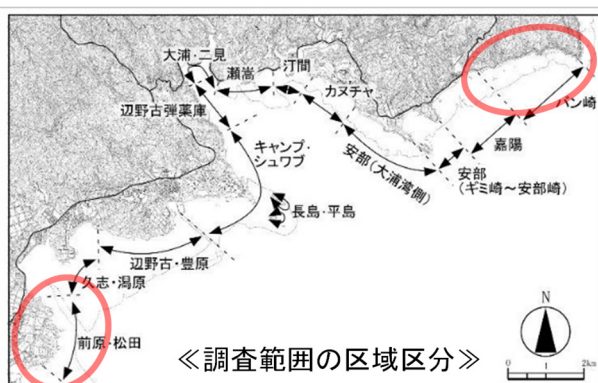 大浦・二見
瀬嵩
汀間
カヌチャ
バン崎
辺野古弾薬庫
嘉陽
キャンプ・
シュワブ
安部（大浦湾側）
安部
（ギミ崎～安部崎）
長島・平島
辺野古・豊原
久志・潟原
前原・松田
≪調査範囲の区域区分≫
N
0 1 2km